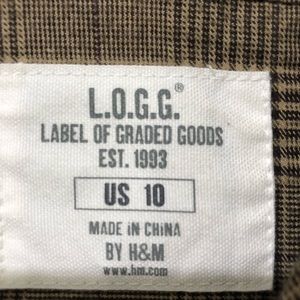 L.O.G.G.®
LABEL OF GRADED GOODS
EST. 1993
US 10
MADE IN CHINA
BY H&M
www.hm.com